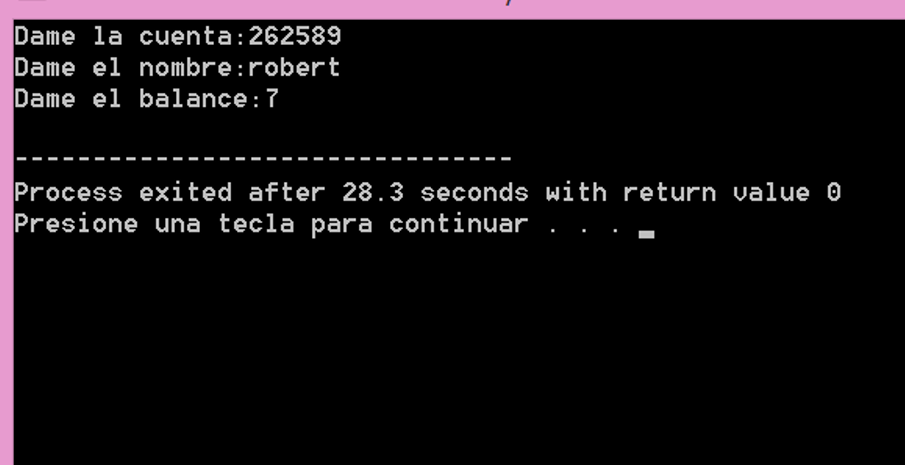 Dame la cuenta:262589
Dame el nombre:robert
Dame el balance:7
--------------------------------
Process exited after 28.3 seconds with return value 0
Presione una tecla para continuar . . .